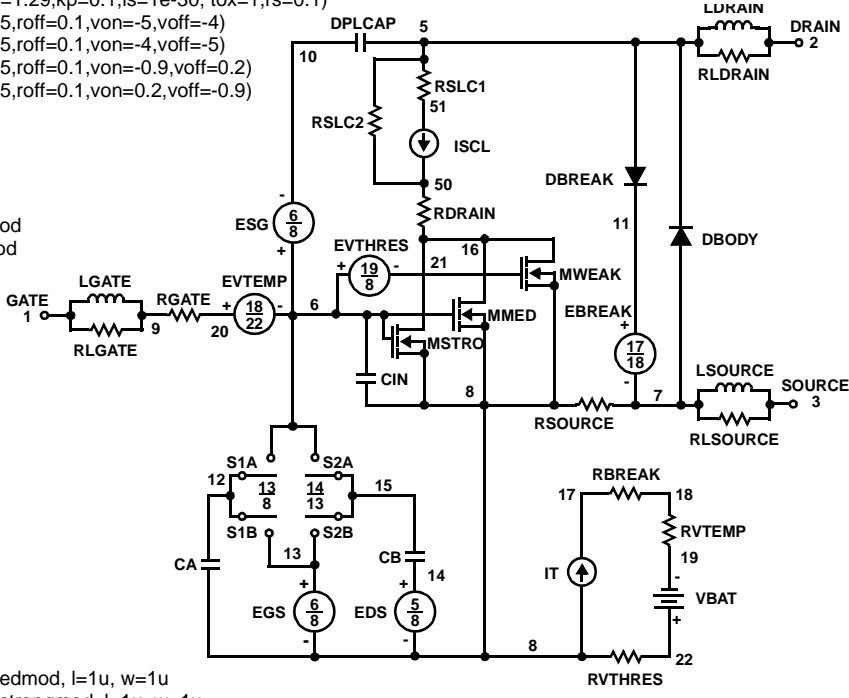 =1.29,kp=0.1,is=1e-30, tox=1,rs=0.1)
5,roff=0.1,von=-5,voff=-4)
5,roff=0.1,von=-4,voff=-5)
5,roff=0.1,von=-0.9,voff=0.2)
5,roff=0.1,von=0.2,voff=-0.9)
od
od
LDRAIN
DPLCAP
5
DRAIN
2
10
RLDRAIN
RSLC1
51
RSLC2
ISCL
50
DBREAK
-
RDRAIN
ESG
6
8
+
11
DBODY
EVTHRES
16
+
19
8
-
21
MWEAK
LGATE
EVTEMP
GATE
1
RGATE
+
18
22
-
6
EBREAK
+
MMED
9
20
RLGATE
MSTRO
17
18
-
LSOURCE
CIN
8
7
SOURCE
3
RSOURCE
RLSOURCE
S1A
S2A
12
13
8
14
13
15
S1B
S2B
13
RBREAK
17
18
RVTEMP
CA
CB
14
19
IT
-
VBAT
+
+
+
EGS
6
8
EDS
5
8
-
-
8
22
RVTHRES
edmod, l=1u, w=1u